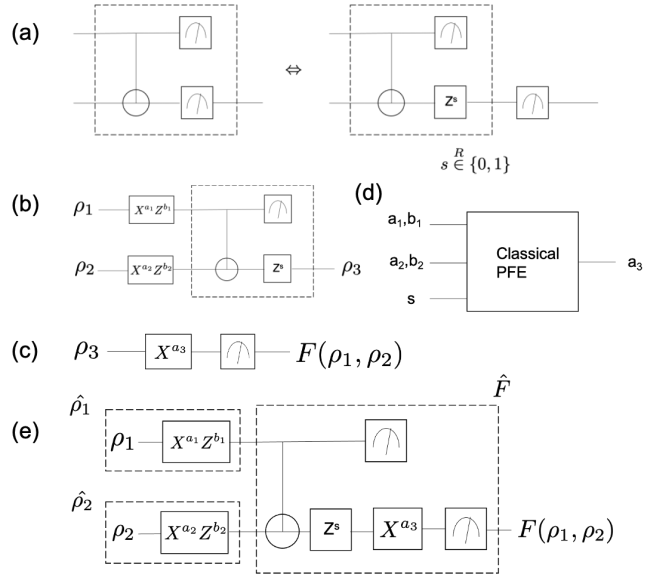 (a)
⇔
Z^s
s ∈^R {0,1}
(b)
ρ₁
X^{a₁}Z^{b₁}
ρ₂
X^{a₂}Z^{b₂}
Z^s
ρ₃
(d)
a₁,b₁
a₂,b₂
s
Classical
PFE
a₃
(c)
ρ₃
X^{a₃}
F(ρ₁, ρ₂)
(e)
ρ̂₁
F̂
ρ₁
X^{a₁}Z^{b₁}
ρ̂₂
ρ₂
X^{a₂}Z^{b₂}
Z^s
X^{a₃}
F(ρ₁, ρ₂)